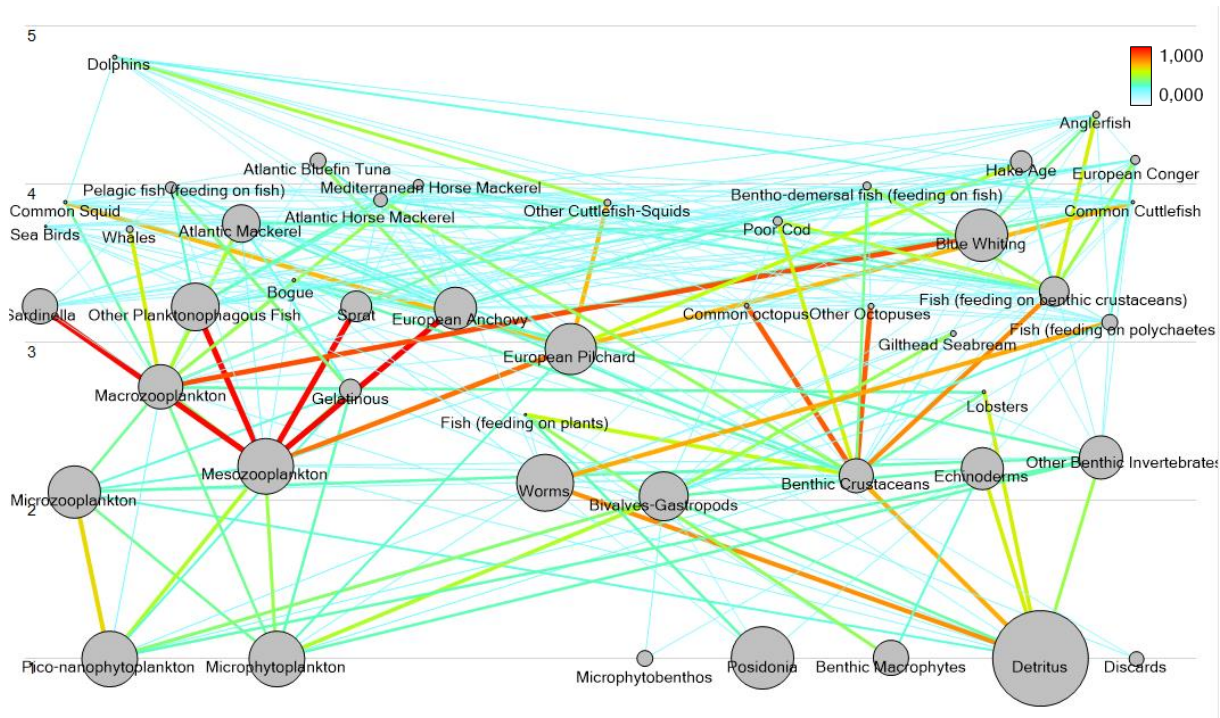 5
1,000
Dolphins
0,000
Anglerfish
Atlantic Bluefin Tuna
Hake Age
European Conger
4
Pelagic fish (feeding on fish)
Mediterranean Horse Mackerel
Bentho-demersal fish (feeding on fish)
Common Squid
Atlantic Horse Mackerel
Other Cuttlefish-Squids
Common Cuttlefish
Sea Birds
Whales
Atlantic Mackerel
Poor Cod
Blue Whiting
Bogue
Fish (feeding on benthic crustaceans)
Sardinella
Other Planktonophagous Fish
Sprat
European Anchovy
Common octopus
Other Octopuses
Fish (feeding on polychaetes
3
European Pilchard
Gilthead Seabream
Macrozooplankton
Gelatinous
Lobsters
Fish (feeding on plants)
Mesozooplankton
Other Benthic Invertebrates
Microzooplankton
Worms
Benthic Crustaceans
Echinoderms
2
Bivalves-Gastropods
1
Pico-nanophytoplankton
Microphytoplankton
Microphytobenthos
Posidonia
Benthic Macrophytes
Detritus
Discards